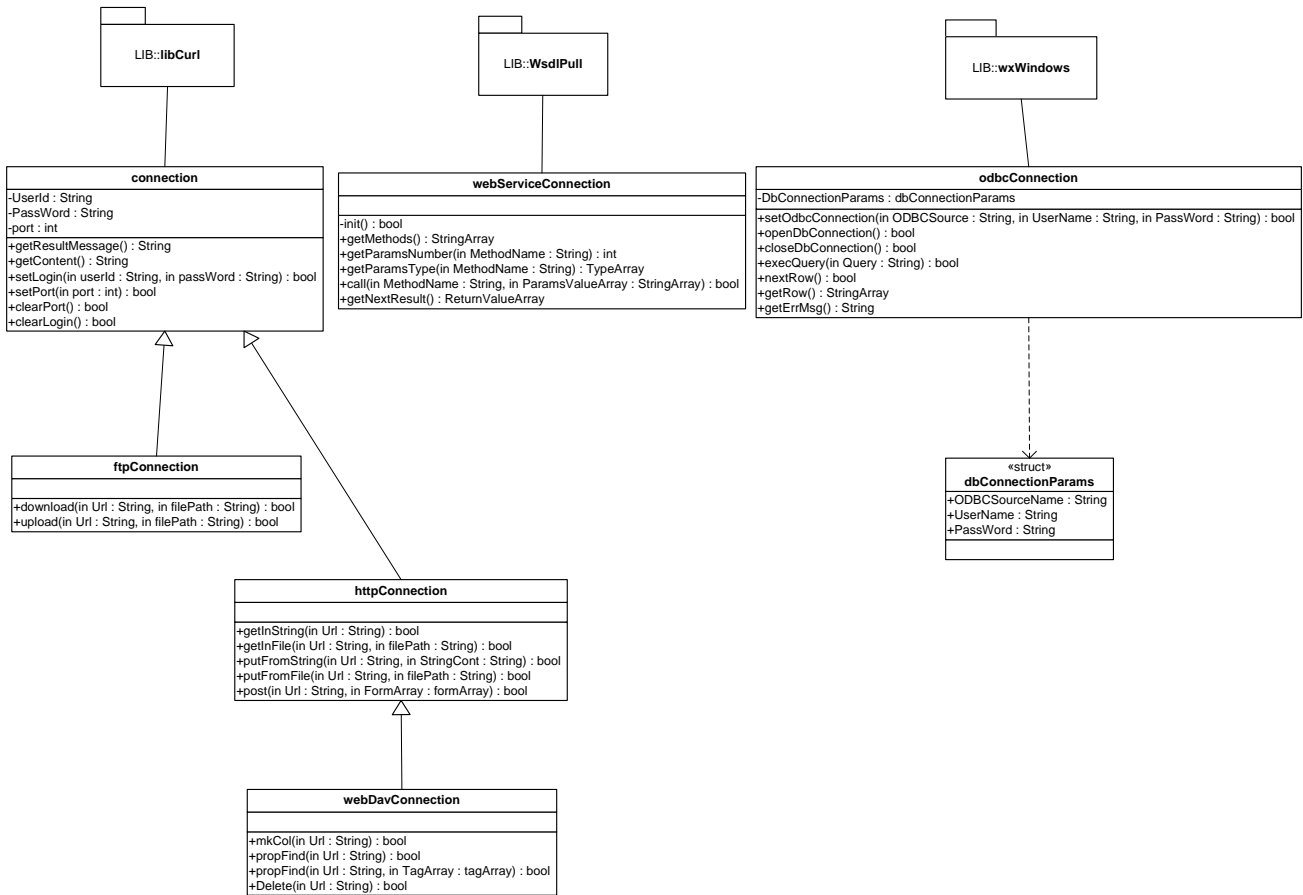 LIB::libCurl
LIB::WsdlPull
LIB::wxWindows
connection
-UserId : String
-PassWord : String
-port : int
+getResultMessage() : String
+getContent() : String
+setLogin(in userId : String, in passWord : String) : bool
+setPort(in port : int) : bool
+clearPort() : bool
+clearLogin() : bool
webServiceConnection
-init() : bool
+getMethods() : StringArray
+getParamsNumber(in MethodName : String) : int
+getParamsType(in MethodName : String) : TypeArray
+call(in MethodName : String, in ParamsValueArray : StringArray) : bool
+getNextResult() : ReturnValueArray
odbcConnection
-DbConnectionParams : dbConnectionParams
+setOdbcConnection(in ODBCSource : String, in UserName : String, in PassWord : String) : bool
+openDbConnection() : bool
+closeDbConnection() : bool
+execQuery(in Query : String) : bool
+nextRow() : bool
+getRow() : StringArray
+getErrMsg() : String
ftpConnection
+download(in Url : String, in filePath : String) : bool
+upload(in Url : String, in filePath : String) : bool
«struct»
dbConnectionParams
+ODBCSourceName : String
+UserName : String
+PassWord : String
httpConnection
+getInString(in Url : String) : bool
+getInFile(in Url : String, in filePath : String) : bool
+putFromString(in Url : String, in StringCont : String) : bool
+putFromFile(in Url : String, in filePath : String) : bool
+post(in Url : String, in FormArray : formArray) : bool
webDavConnection
+mkCol(in Url : String) : bool
+propFind(in Url : String) : bool
+propFind(in Url : String, in TagArray : tagArray) : bool
+Delete(in Url : String) : bool